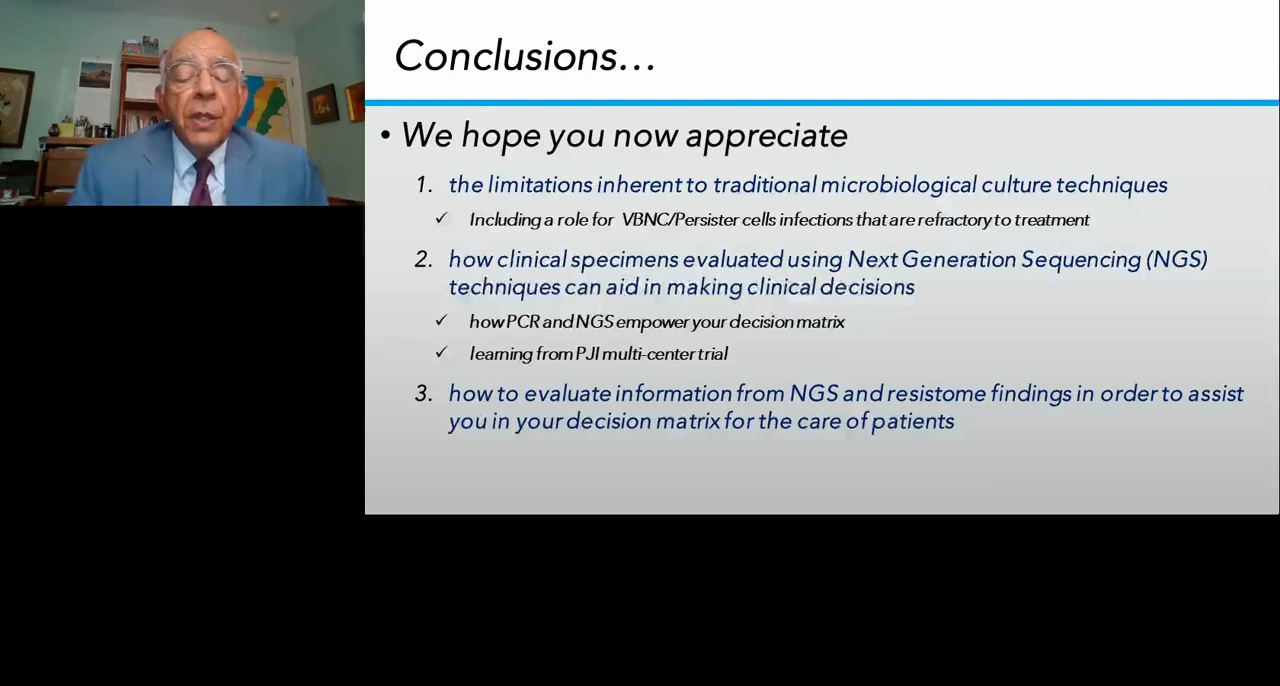 Conclusions...
• We hope you now appreciate
1. the limitations inherent to traditional microbiological culture techniques
✓ Including a role for VBNC/Persister cells infections that are refractory to treatment
2. how clinical specimens evaluated using Next Generation Sequencing (NGS)
techniques can aid in making clinical decisions
✓ how PCR and NGS empower your decision matrix
✓ learning from PJI multi-center trial
3. how to evaluate information from NGS and resistome findings in order to assist
you in your decision matrix for the care of patients